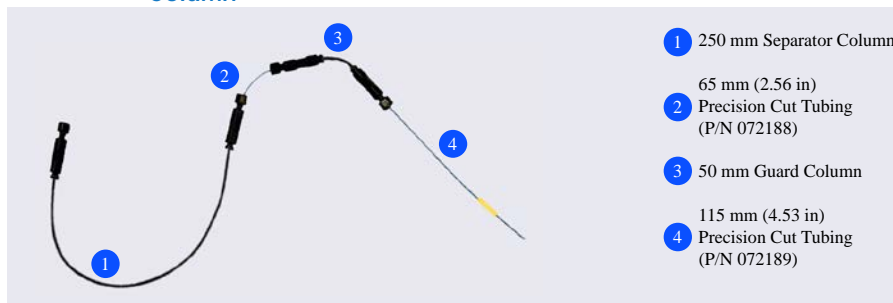 3
2
4
1
1 250 mm Separator Column
65 mm (2.56 in)
2 Precision Cut Tubing
(P/N 072188)
3 50 mm Guard Column
115 mm (4.53 in)
4 Precision Cut Tubing
(P/N 072189)